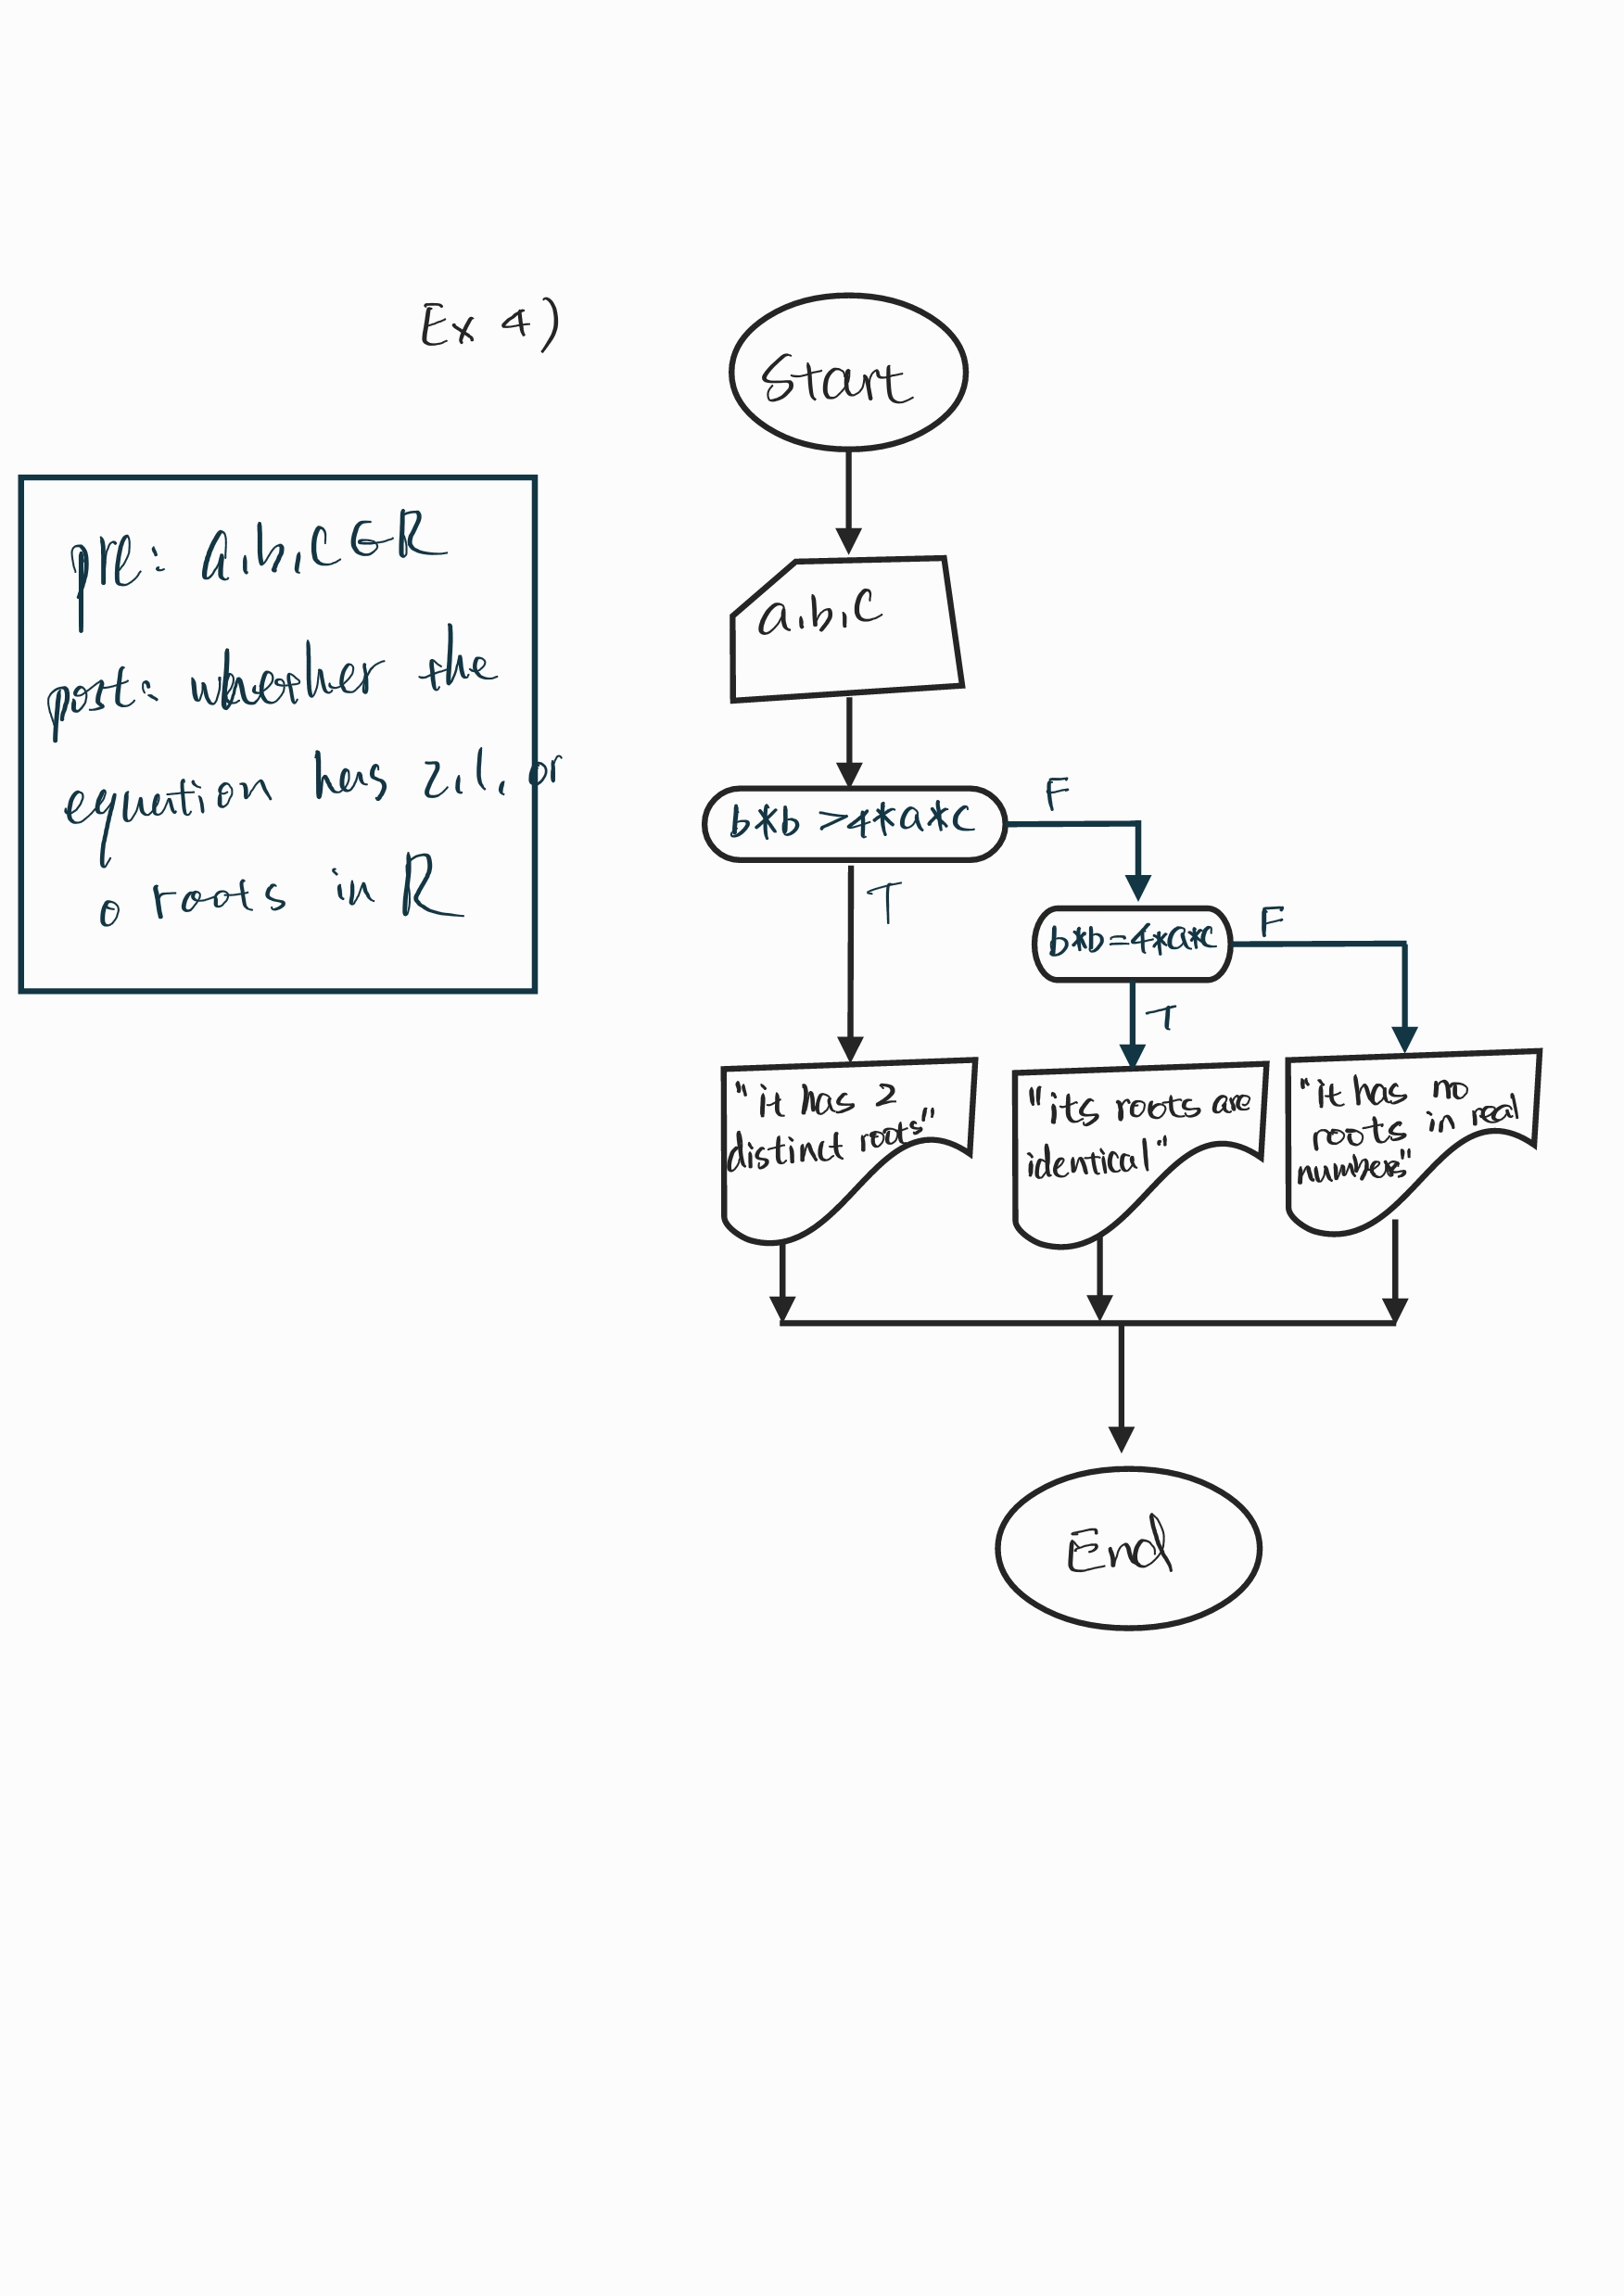 Ex 4)
Start
pre: a,b,c ∈ R
post: whether the
equation has 2,1, or
0 roots in R
a,b,c
b*b >4*a*c
F
T
b*b=4*a*c
F
T
"it has 2
distinct roots"
"its roots are
identical"
"it has no
roots in real
numbers"
End